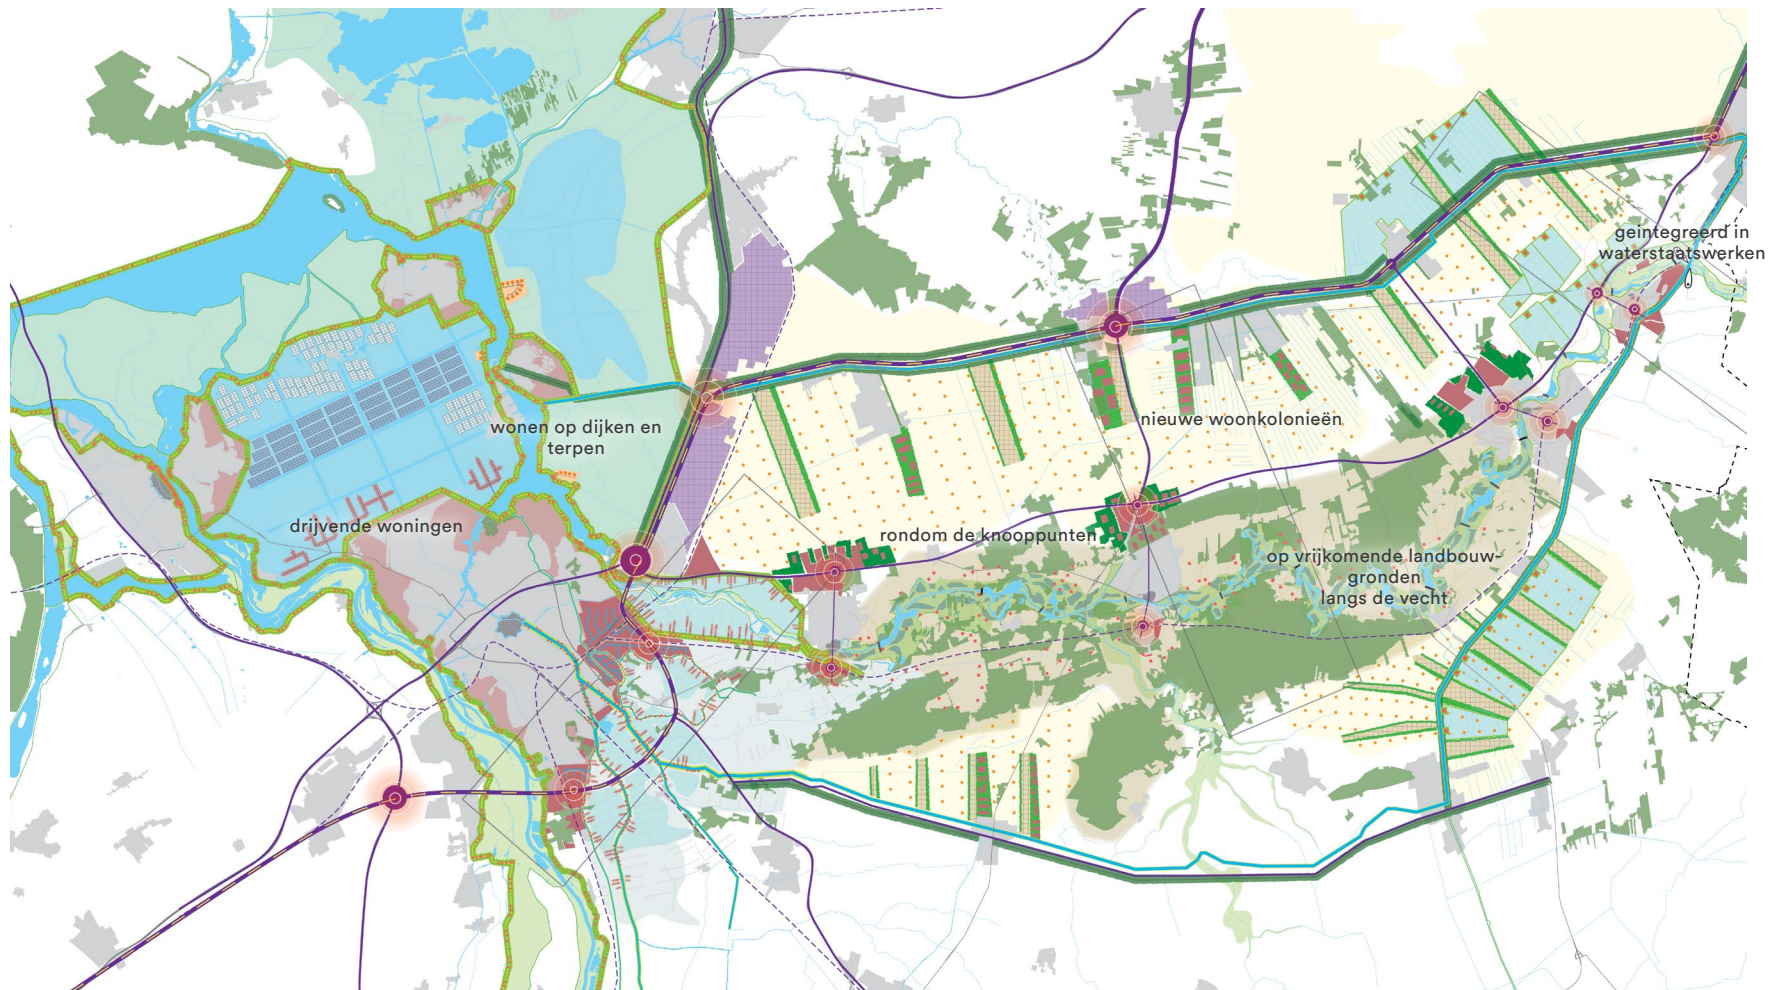 geintegreerd in
waterstaatswerken
wonen op dijken en
terpen
nieuwe woonkolonieën
drijvende woningen
rondom de knooppunten
op vrijkomende landbouw-
gronden
langs de vecht